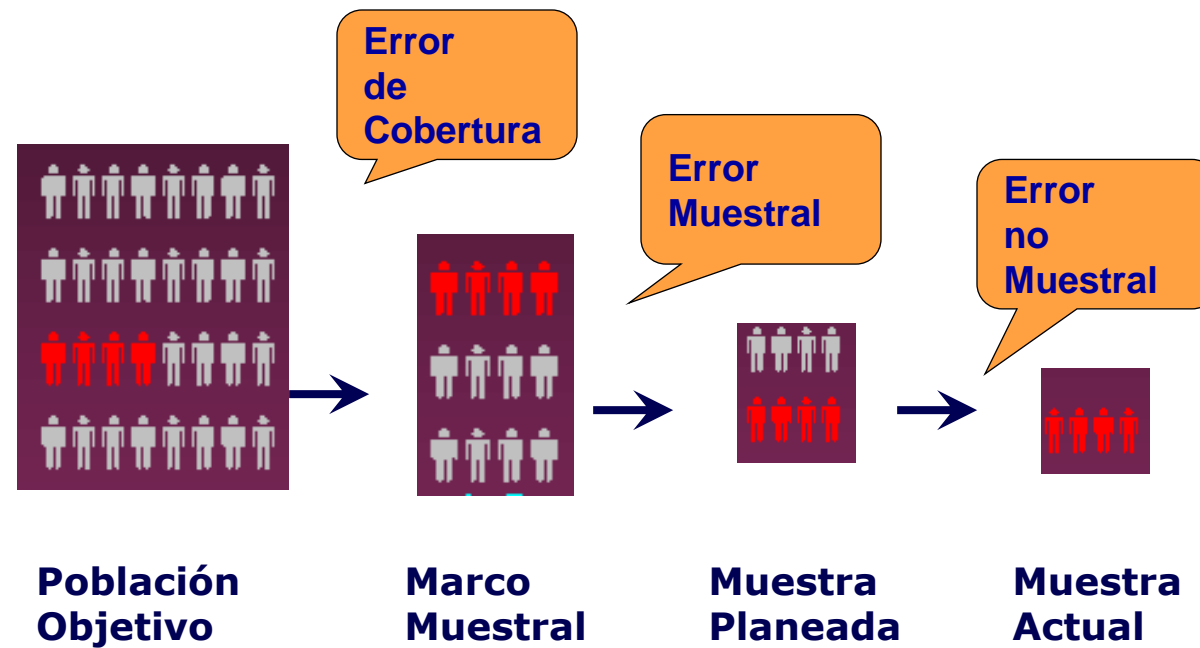 Error
de
Cobertura
Error
Muestral
Error
no
Muestral
Población
Objetivo
Marco
Muestral
Muestra
Planeada
Muestra
Actual